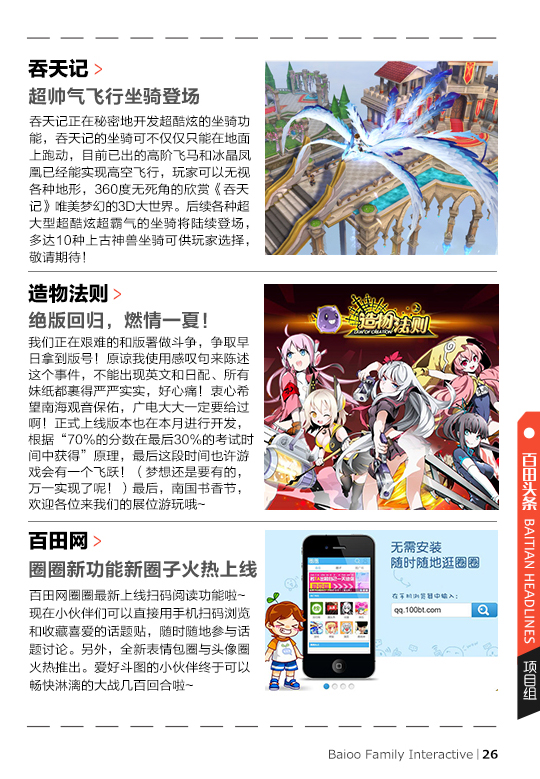 吞天记 >
超帅气飞行坐骑登场
吞天记正在秘密地开发超酷炫的坐骑功
能，吞天记的坐骑可不仅仅只能在地面
上跑动，目前已出的高阶飞马和冰晶凤
凰已经能实现高空飞行，玩家可以无视
各种地形，360度无死角的欣赏《吞天
记》唯美梦幻的3D大世界。后续各种超
大型超酷炫超霸气的坐骑将陆续登场，
多达10种上古神兽坐骑可供玩家选择，
敬请期待！
造物法则 >
绝版回归，燃情一夏！
我们正在艰难的和版署做斗争，争取早
日拿到版号！原谅我使用感叹句来陈述
这个事件，不能出现英文和日配、所有
妹纸都裹得严严实实，好心痛！衷心希
望南海观音保佑，广电大大一定要给过
啊！正式上线版本也在本月进行开发，
根据“70%的分数在最后30%的考试时
间中获得”原理，最后这段时间也许游
戏会有一个飞跃！（梦想还是要有的，
万一实现了呢！）最后，南国书香节，
欢迎各位来我们的展位游玩哦~
造物法则
LAW OF CREATION
百田网 >
圈圈新功能新圈子火热上线
百田网圈圈最新上线扫码阅读功能啦~
现在小伙伴们可以直接用手机扫码浏览
和收藏喜爱的话题贴，随时随地参与话
题讨论。另外，全新表情包圈与头像圈
火热推出。爱好斗图的小伙伴终于可以
畅快淋漓的大战几百回合啦~
无需安装
随时随地逛圈圈
在手机浏览器中输入：
qq.100bt.com
百田头条 BAITIAN HEADLINES
项目组
Baioo Family Interactive | 26